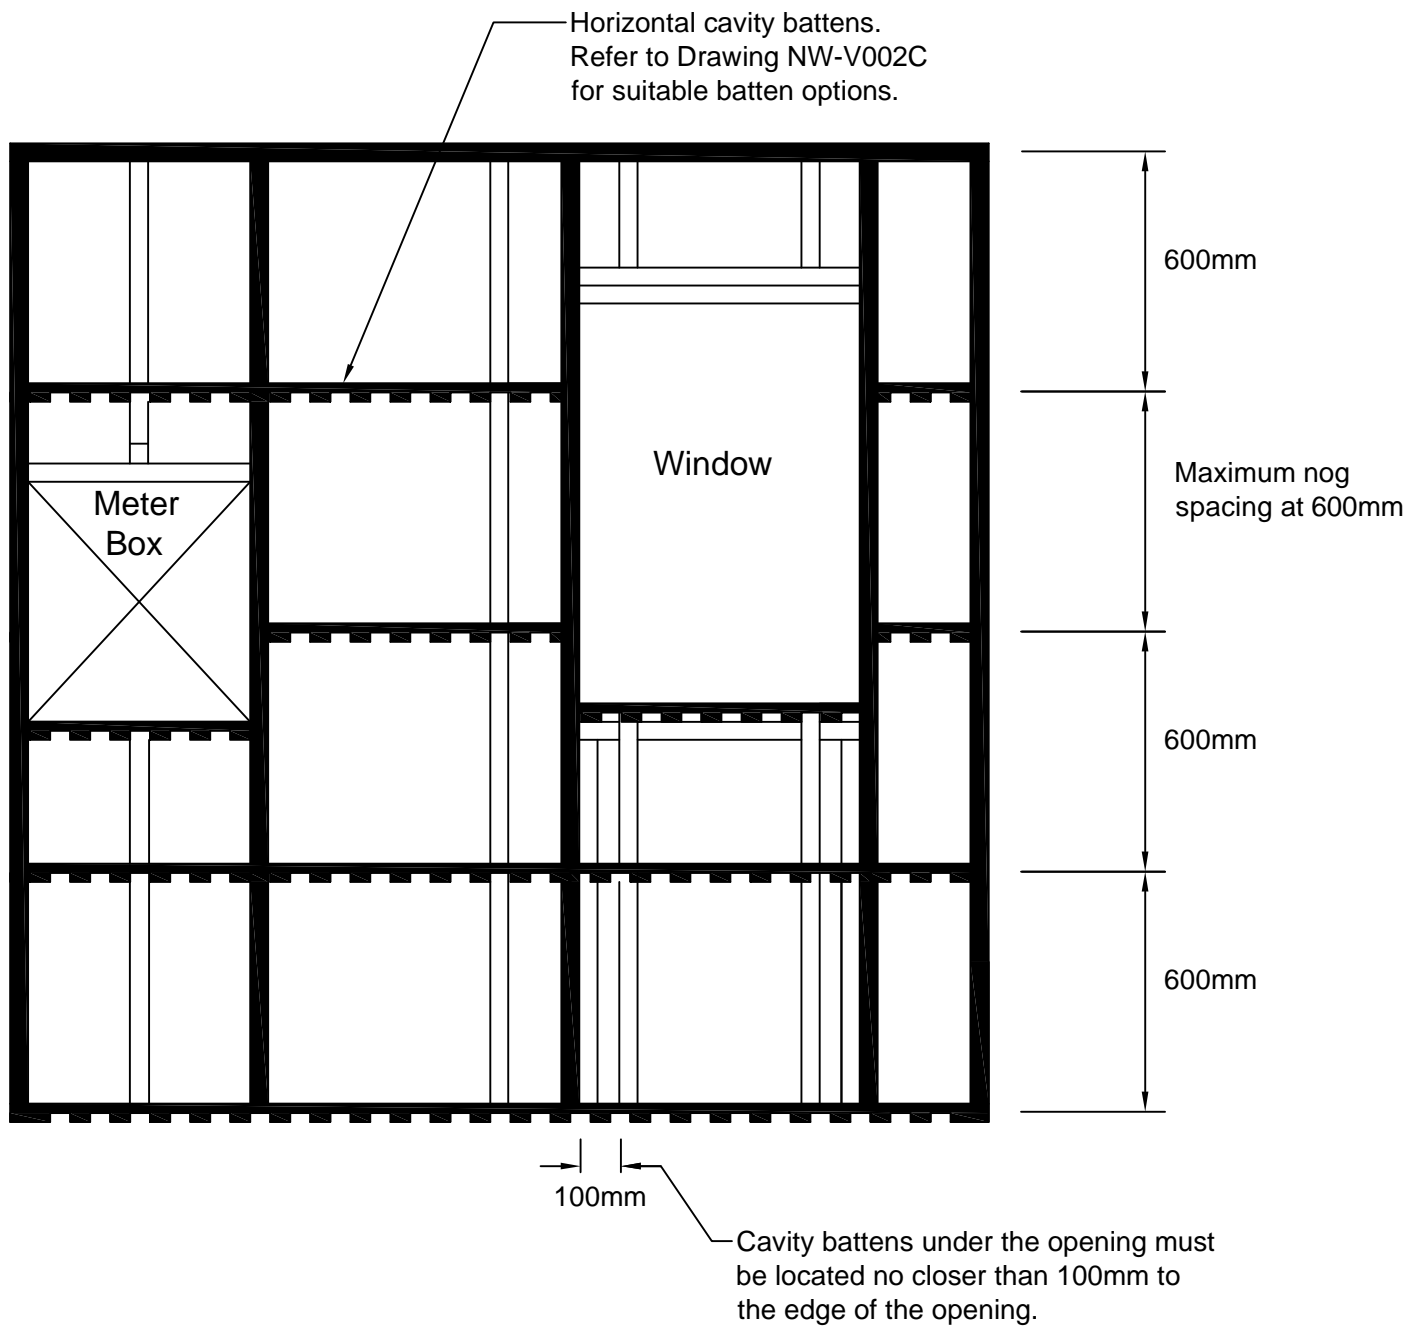 Horizontal cavity battens.
Refer to Drawing NW-V002C
for suitable batten options.
600mm
Window
Maximum nog
spacing at 600mm
Meter
Box
600mm
600mm
100mm
Cavity battens under the opening must
be located no closer than 100mm to
the edge of the opening.